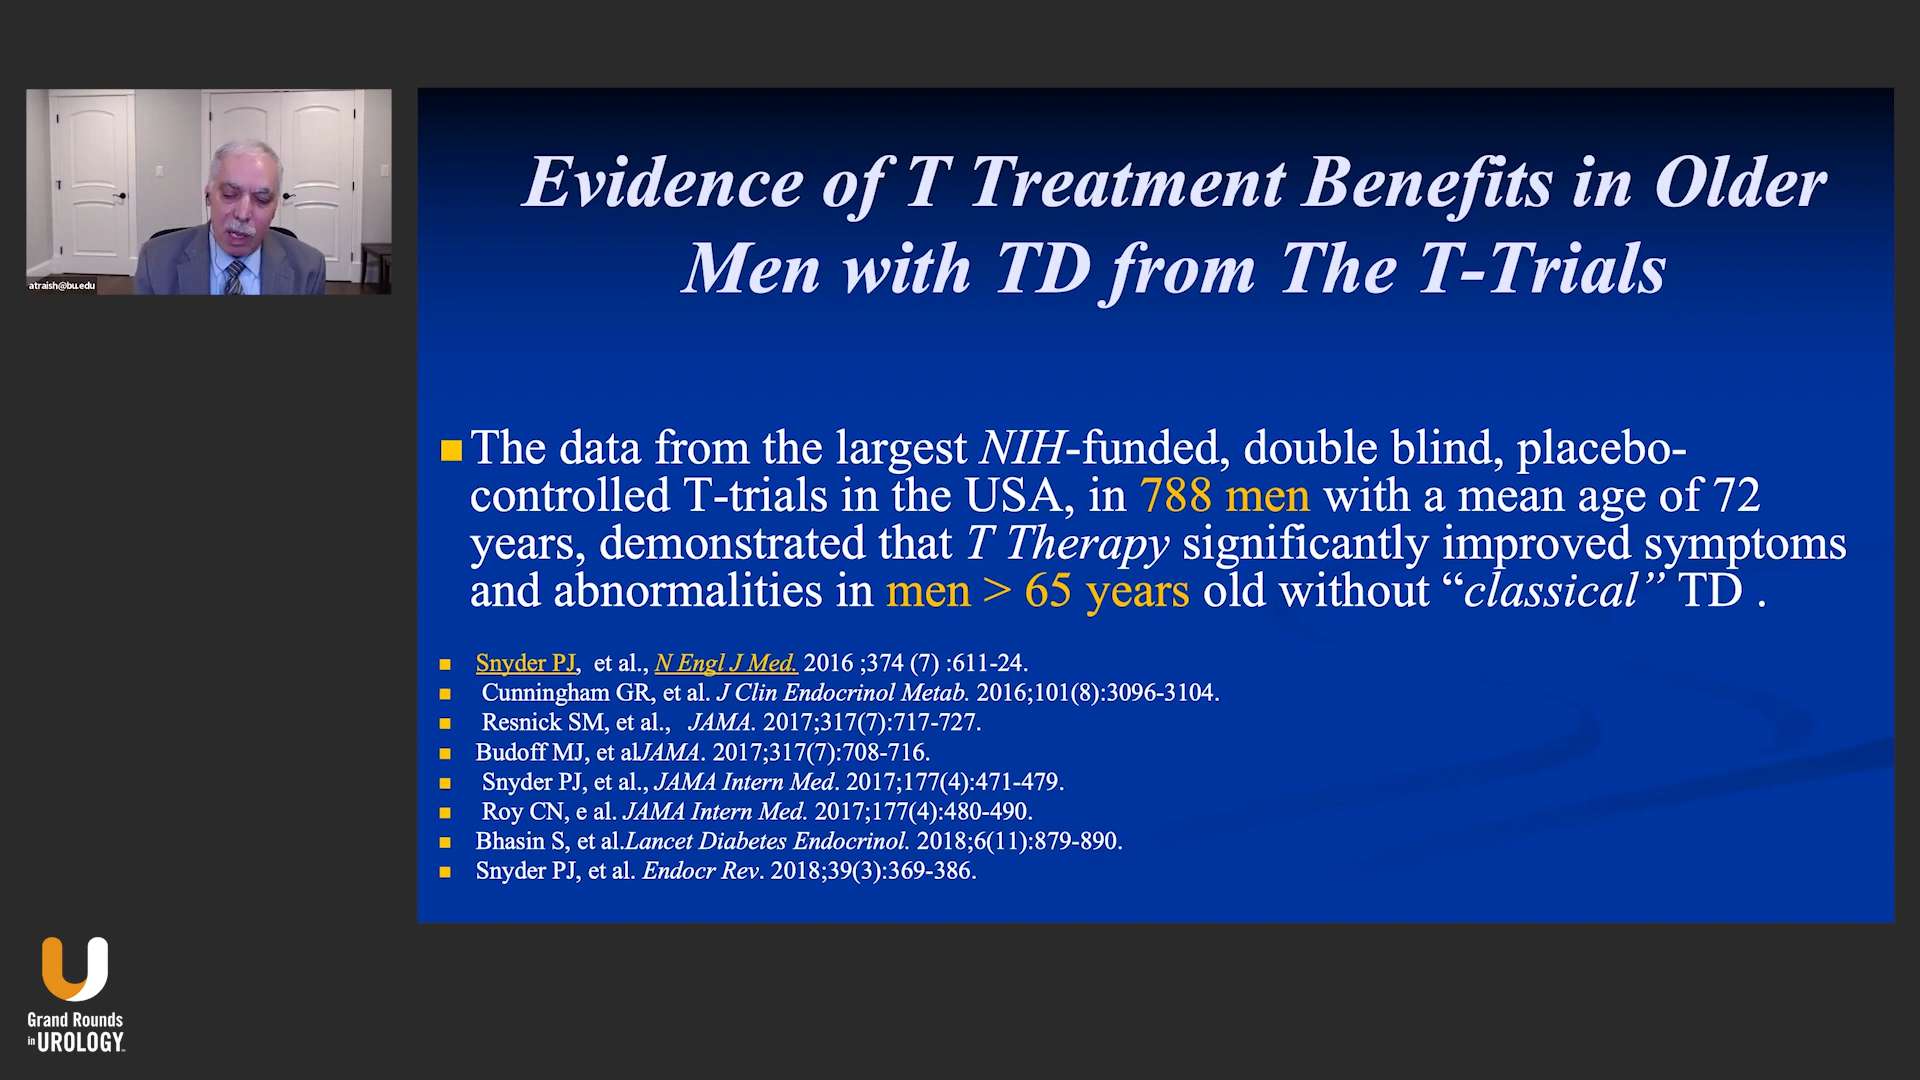 atraish@bu.edu
Evidence of T Treatment Benefits in Older
Men with TD from The T-Trials
The data from the largest NIH-funded, double blind, placebo-
controlled T-trials in the USA, in 788 men with a mean age of 72
years, demonstrated that T Therapy significantly improved symptoms
and abnormalities in men > 65 years old without “classical” TD .
Snyder PJ, et al., N Engl J Med. 2016 ;374 (7) :611-24.
Cunningham GR, et al. J Clin Endocrinol Metab. 2016;101(8):3096-3104.
Resnick SM, et al., JAMA. 2017;317(7):717-727.
Budoff MJ, et alJAMA. 2017;317(7):708-716.
Snyder PJ, et al., JAMA Intern Med. 2017;177(4):471-479.
Roy CN, e al. JAMA Intern Med. 2017;177(4):480-490.
Bhasin S, et al.Lancet Diabetes Endocrinol. 2018;6(11):879-890.
Snyder PJ, et al. Endocr Rev. 2018;39(3):369-386.
Grand Rounds
in UROLOGY